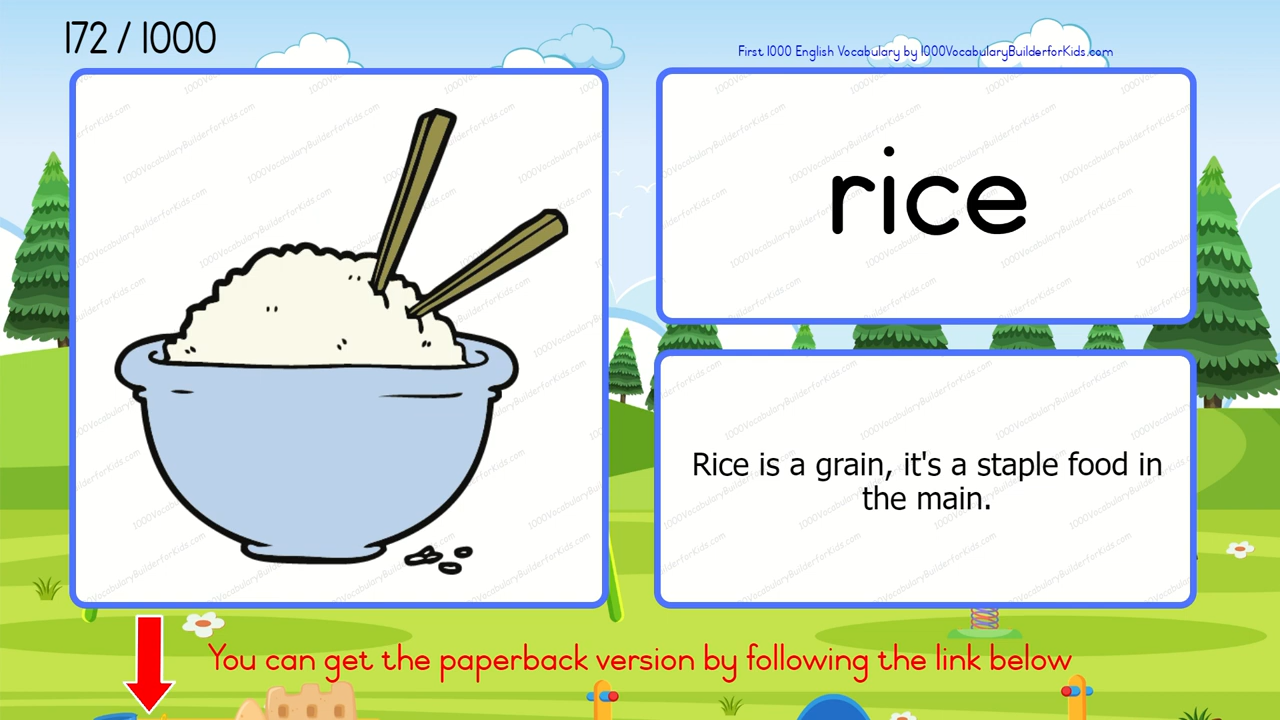 172 / 1000
First 1000 English Vocabulary by 1000VocabularyBuilderforKids.com
rice
Rice is a grain, it's a staple food in
the main.
You can get the paperback version by following the link below